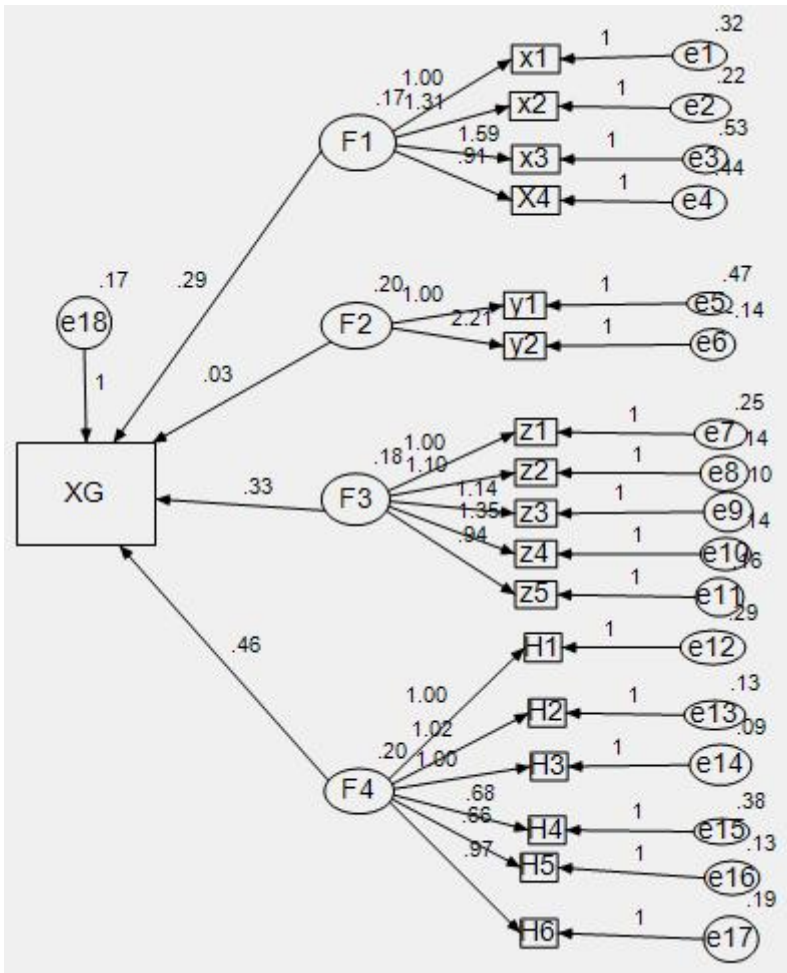 .32
1
x1
e1
1.00
.22
.17
1.31
x2
1
e2
F1
1.59
.53
x3
1
e3
.91
.44
X4
1
e4
.17
.29
e18
1
.20
1.00
.47
y1
1
e5
F2
2.21
-.14
y2
1
e6
.03
XG
.25
z1
1
e7
1.00
.14
.18
1.10
z2
1
e8
F3
.10
1.14
z3
1
e9
.33
1.35
.14
z4
1
e10
.94
.16
z5
1
e11
.46
.29
H1
1
e12
1.00
.13
H2
1
e13
1.02
.09
.20
1.00
H3
1
e14
F4
.68
.38
H4
1
e15
.66
.13
H5
1
e16
.97
.19
H6
1
e17